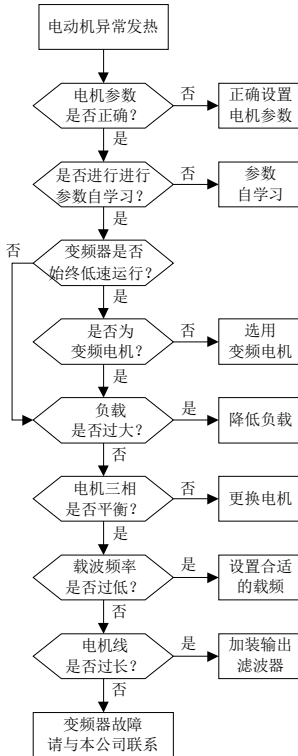 电动机异常发热
电机参数
是否正确？
否
正确设置
电机参数
是
是否进行进行
参数自学习？
否
参数
自学习
是
否
变频器是否
始终低速运行？
是
是否为
变频电机？
否
选用
变频电机
是
负载
是否过大？
是
降低负载
否
电机三相
是否平衡？
否
更换电机
是
载波频率
是否过低？
是
设置合适
的载频
否
电机线
是否过长？
是
加装输出
滤波器
否
变频器故障
请与本公司联系